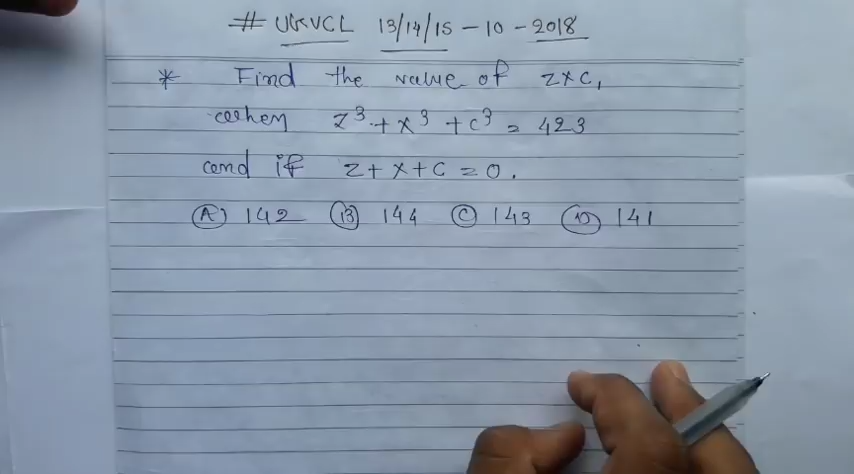 # UGVCL 13/14/15-10-2018
* Find the value of zxc,
when z³ + x³ + c³ = 423
and if z + x + c = 0.
(A) 142 (B) 144 (C) 143 (D) 141